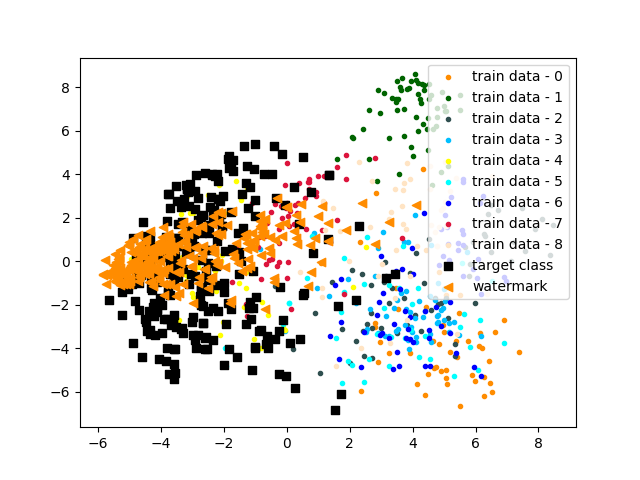 8
6
4
2
0
−2
−4
−6
−6 −4 −2 0 2 4 6 8
train data - 0
train data - 1
train data - 2
train data - 3
train data - 4
train data - 5
train data - 6
train data - 7
train data - 8
target class
watermark